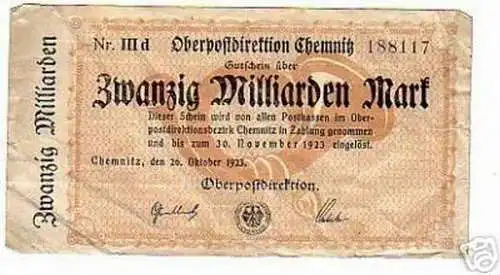 Zwanzig Milliarden
Nr. III d Oberpostdirektion Chemnitz 188117
Gutschein über
Zwanzig Milliarden Mark
Dieser Schein wird von allen Postkassen im Ober-
postdirektionsbezirk Chemnitz in Zahlung genommen
und bis zum 30. November 1923 eingelöst.
Chemnitz, den 26. Oktober 1923.
Oberpostdirektion.